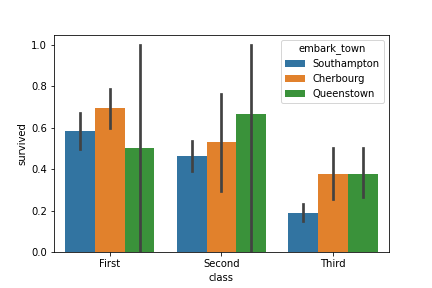 embark_town
Southampton
Cherbourg
Queenstown
1.0
0.8
0.6
0.4
0.2
0.0
survived
First
Second
Third
class